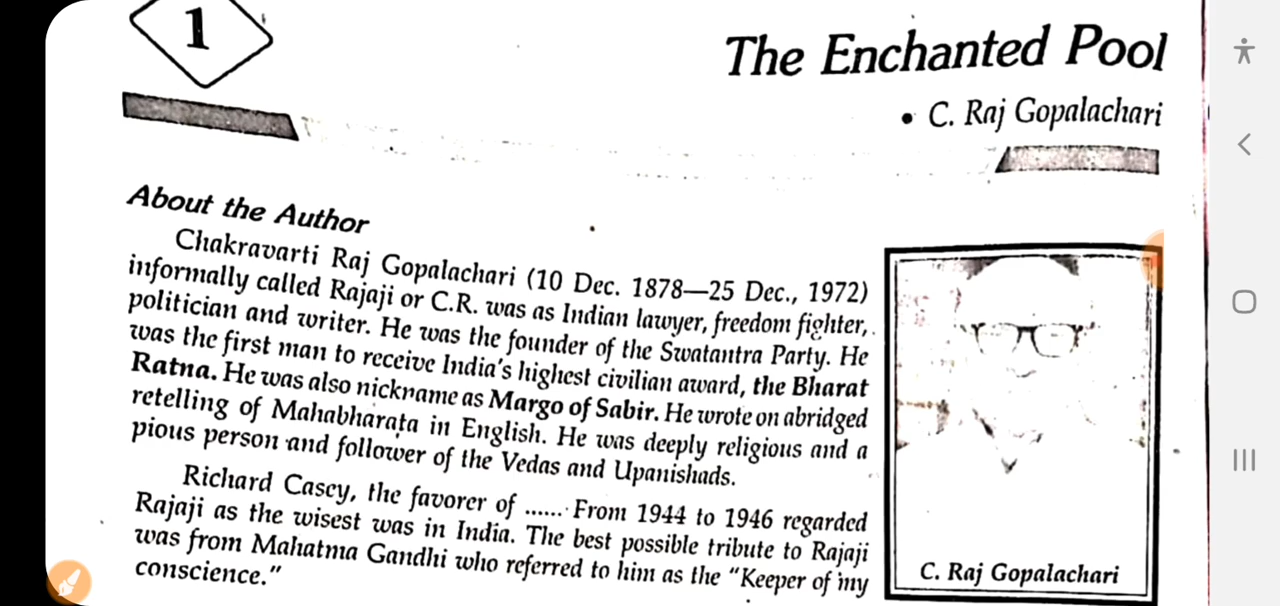 1
The Enchanted Pool
• C. Raj Gopalachari
About the Author
Chakravarti Raj Gopalachari (10 Dec. 1878—25 Dec., 1972)
informally called Rajaji or C.R. was as Indian lawyer, freedom fighter,
politician and writer. He was the founder of the Swatantra Party. He
was the first man to receive India's highest civilian award, the Bharat
Ratna. He was also nickname as Margo of Sabir. He wrote on abridged
retelling of Mahabharata in English. He was deeply religious and a
pious person and follower of the Vedas and Upanishads.
Richard Casey, the favorer of ...... From 1944 to 1946 regarded
Rajaji as the wisest was in India. The best possible tribute to Rajaji
was from Mahatma Gandhi who referred to him as the "Keeper of my
conscience."
C. Raj Gopalachari